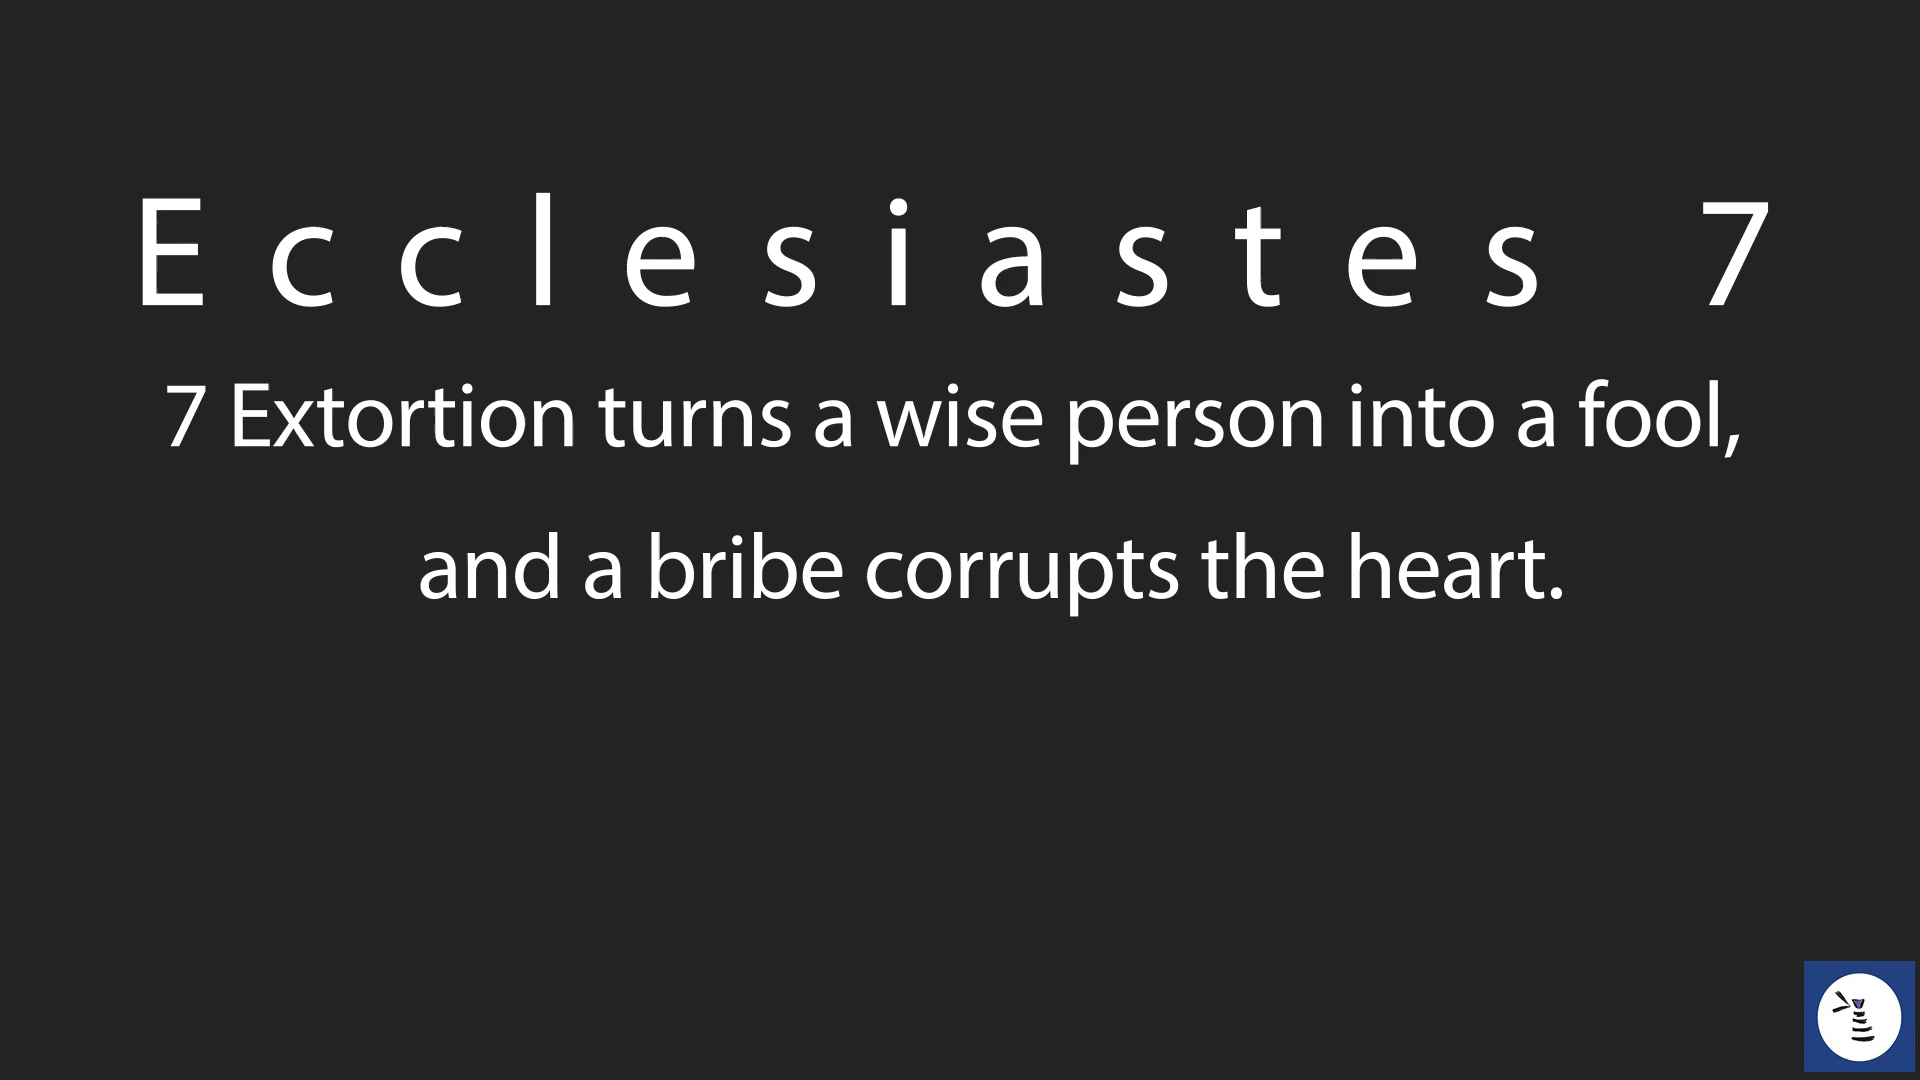 Ecclesiastes 7
7 Extortion turns a wise person into a fool,
and a bribe corrupts the heart.